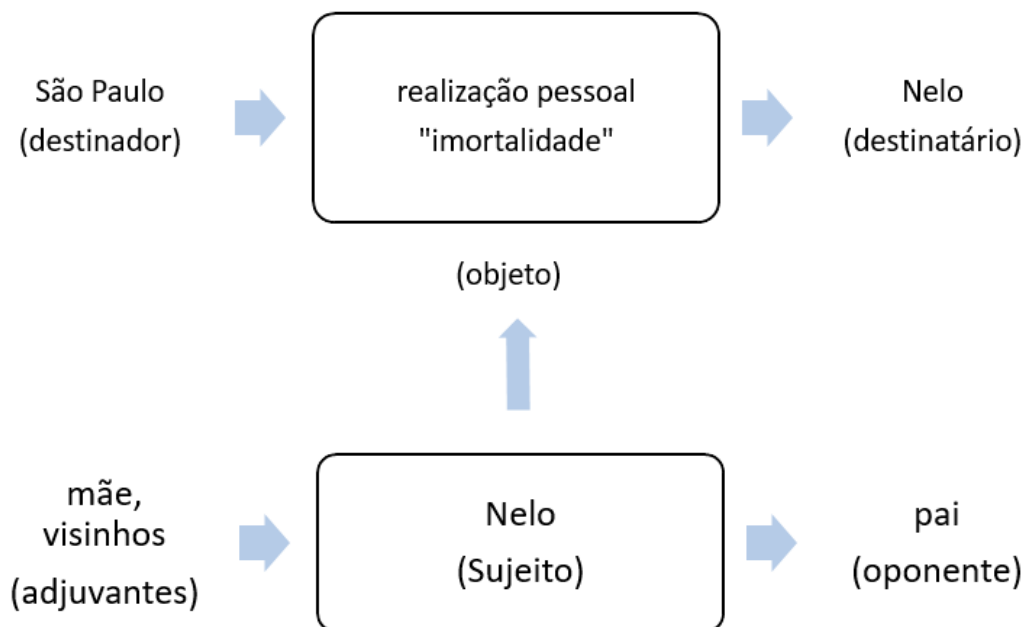 São Paulo
(destinador)
realização pessoal
"imortalidade"
Nelo
(destinatário)
(objeto)
mãe,
visinhos
(adjuvantes)
Nelo
(Sujeito)
pai
(oponente)